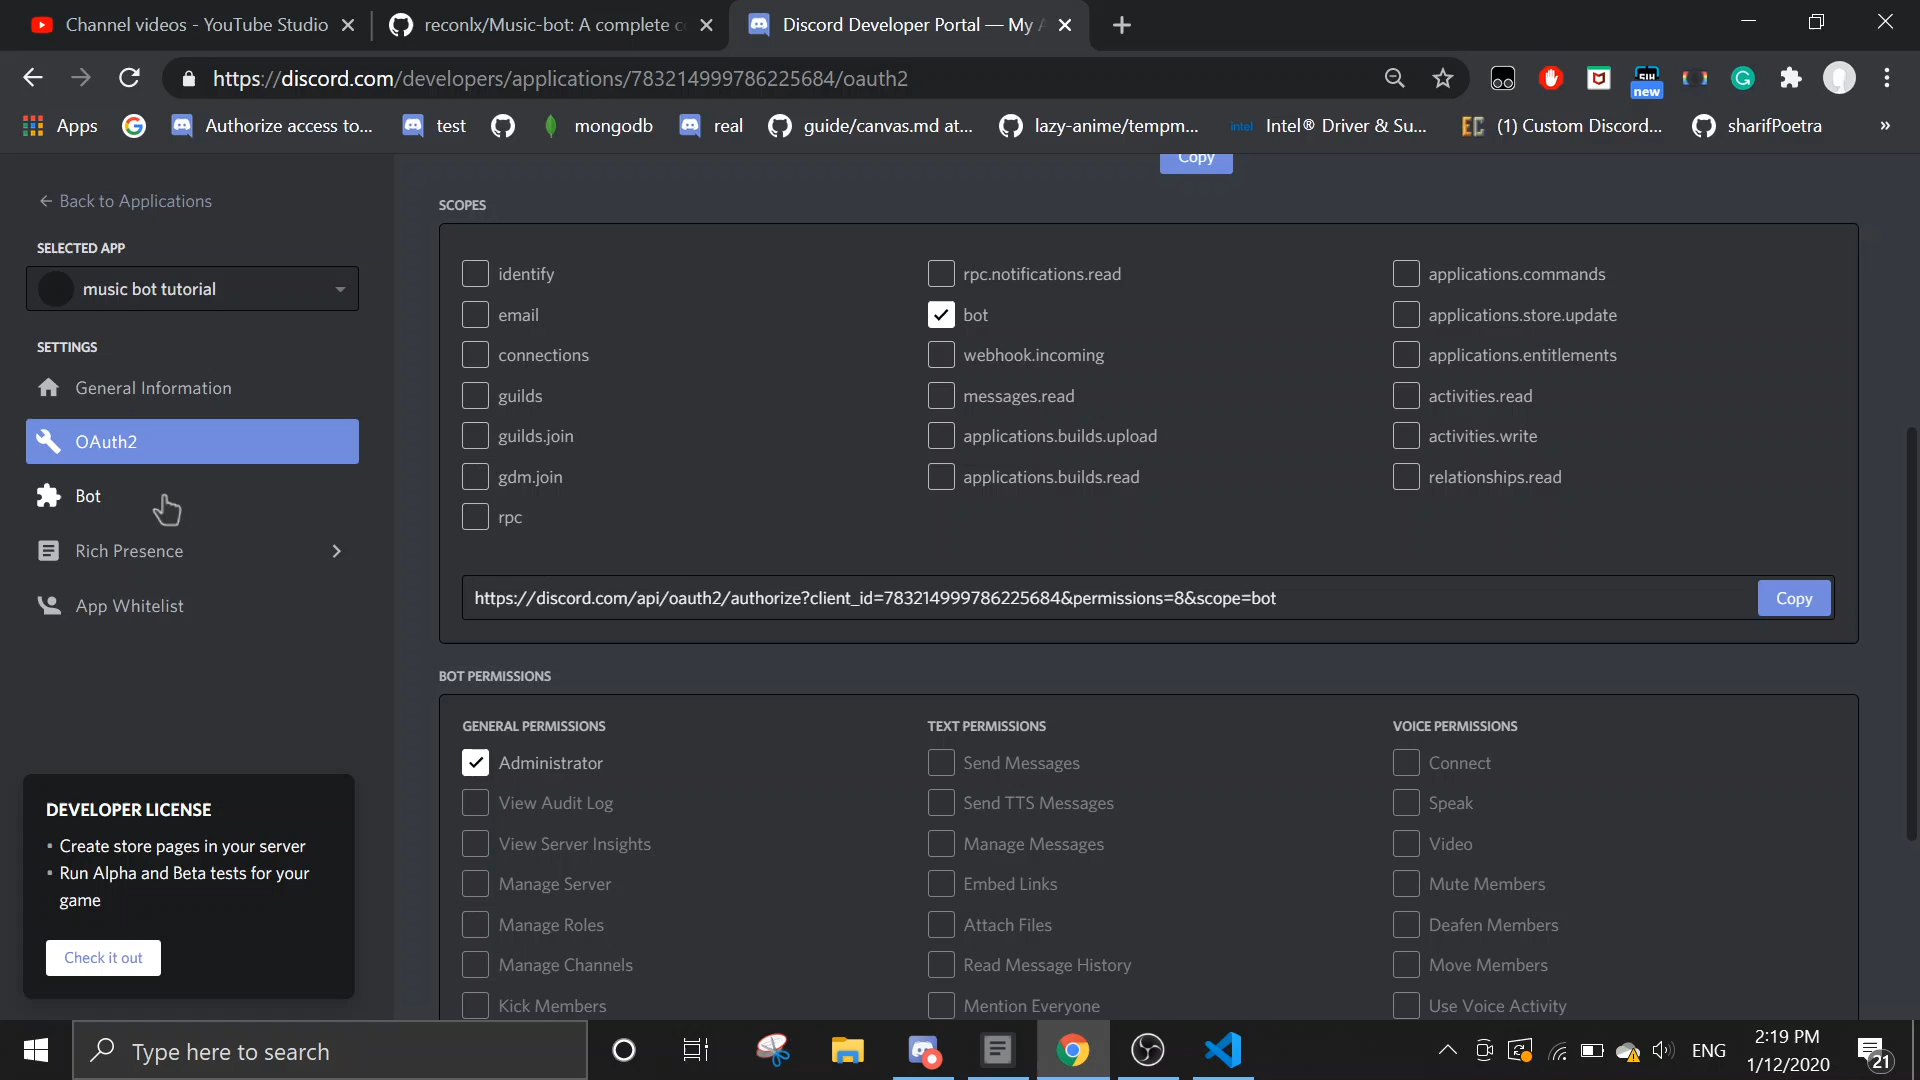 Channel videos - YouTube Studio
reconlx/Music-bot: A complete c
Discord Developer Portal — My A
https://discord.com/developers/applications/783214999786225684/oauth2
new
Apps
Authorize access to...
test
mongodb
real
guide/canvas.md at...
lazy-anime/tempm...
intel
Intel® Driver & Su...
EC
(1) Custom Discord...
sharifPoetra
»
Copy
← Back to Applications
SELECTED APP
music bot tutorial
SETTINGS
General Information
OAuth2
Bot
Rich Presence
App Whitelist
DEVELOPER LICENSE
• Create store pages in your server
• Run Alpha and Beta tests for your
game
Check it out
SCOPES
identify
email
connections
guilds
guilds.join
gdm.join
rpc
rpc.notifications.read
bot
webhook.incoming
messages.read
applications.builds.upload
applications.builds.read
applications.commands
applications.store.update
applications.entitlements
activities.read
activities.write
relationships.read
https://discord.com/api/oauth2/authorize?client_id=783214999786225684&permissions=8&scope=bot
Copy
BOT PERMISSIONS
GENERAL PERMISSIONS
Administrator
View Audit Log
View Server Insights
Manage Server
Manage Roles
Manage Channels
Kick Members
TEXT PERMISSIONS
Send Messages
Send TTS Messages
Manage Messages
Embed Links
Attach Files
Read Message History
Mention Everyone
VOICE PERMISSIONS
Connect
Speak
Video
Mute Members
Deafen Members
Move Members
Use Voice Activity
Type here to search
ENG
2:19 PM
1/12/2020
21